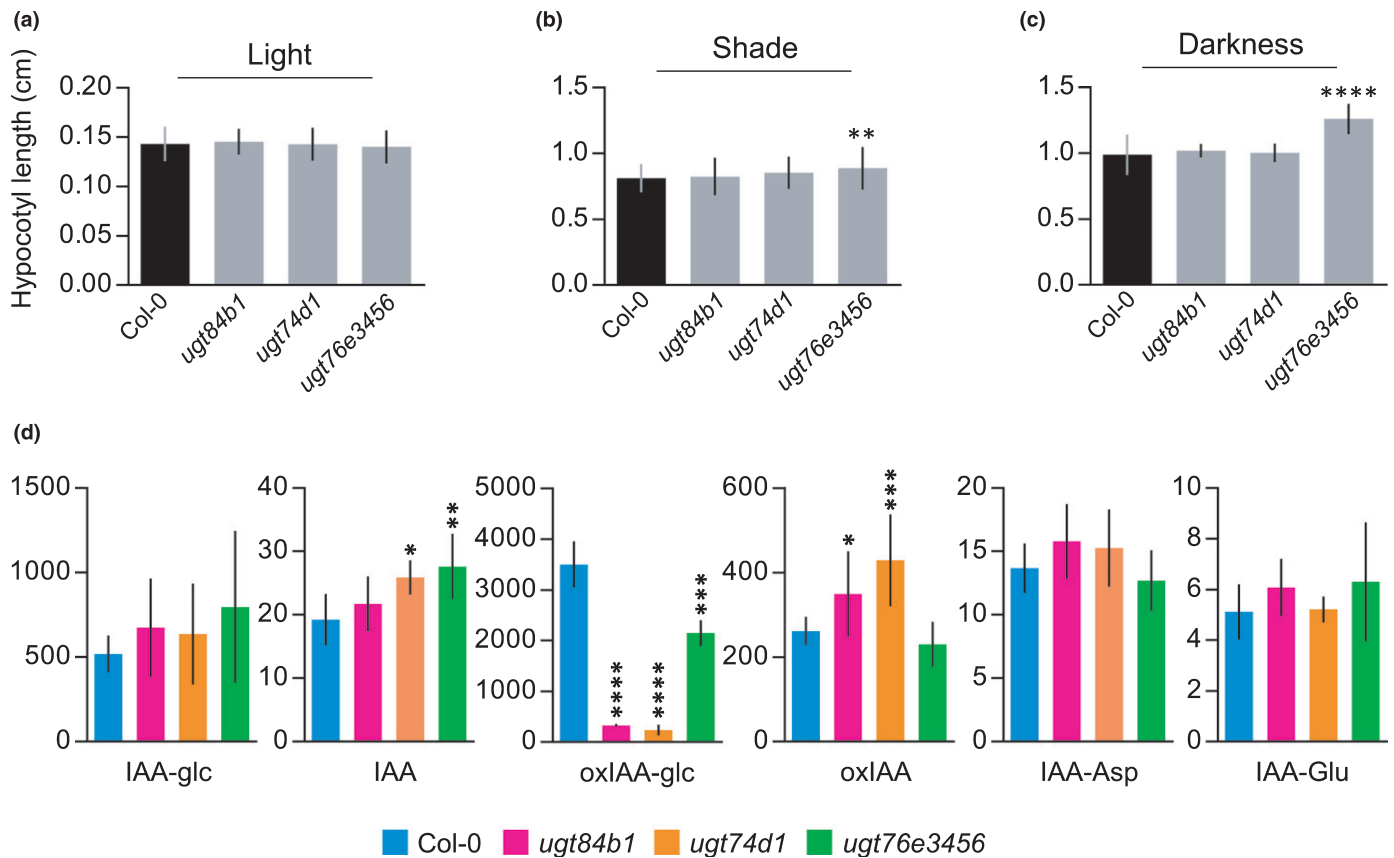 (a)
Light
Hypocotyl length (cm)
0.20
0.15
0.10
0.05
0.00
Col-0
ugt84b1
ugt74d1
ugt76e3456
(b)
Shade
1.5
1.0
0.5
1.0
**
Col-0
ugt84b1
ugt74d1
ugt76e3456
(c)
Darkness
1.5
1.0
1.5
1.0
****
Col-0
ugt84b1
ugt74d1
ugt76e3456
(d)
1500
1000
500
0
IAA-glc
40
30
20
10
0
*
**
IAA
5000
4000
3000
2000
1000
0
****
****
***
oxIAA-glc
600
400
200
0
*
***
oxIAA
20
15
10
5
0
IAA-Asp
10
8
6
4
2
0
IAA-Glu
Col-0 ugt84b1 ugt74d1 ugt76e3456